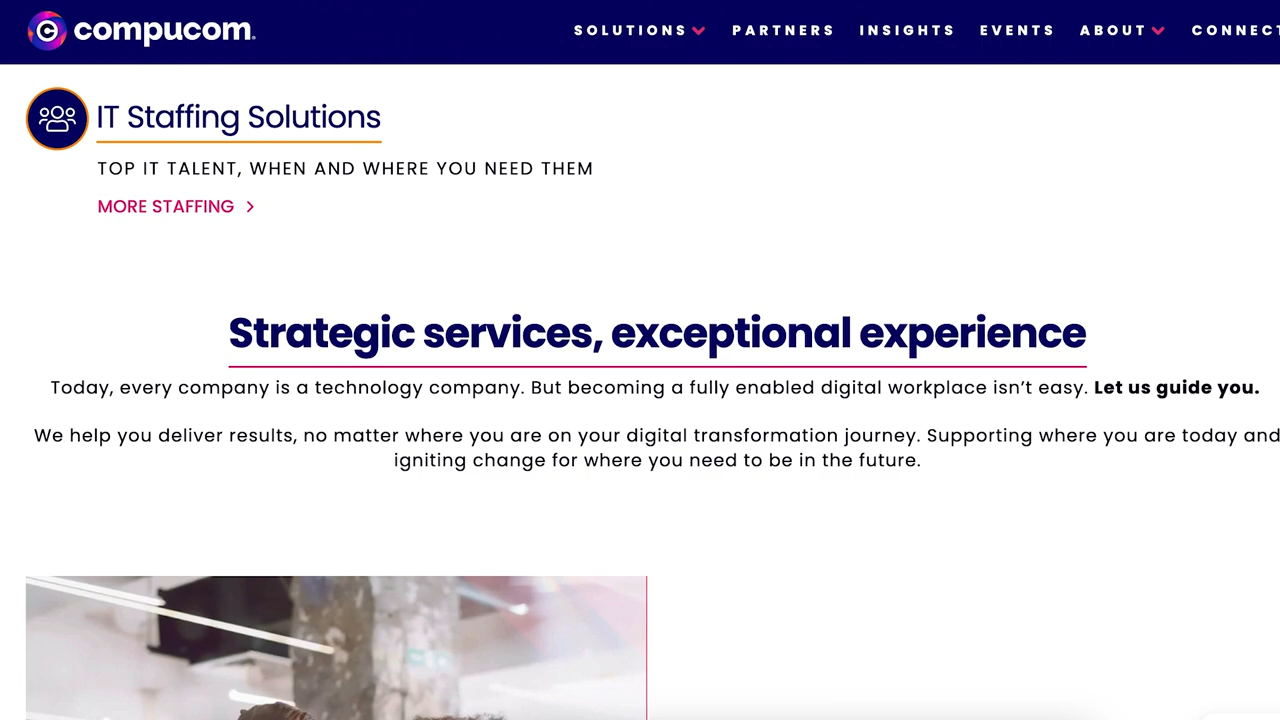 compucom
SOLUTIONS PARTNERS INSIGHTS EVENTS ABOUT CONNECT
IT Staffing Solutions
TOP IT TALENT, WHEN AND WHERE YOU NEED THEM
MORE STAFFING
Strategic services, exceptional experience
Today, every company is a technology company. But becoming a fully enabled digital workplace isn’t easy. Let us guide you.
We help you deliver results, no matter where you are on your digital transformation journey. Supporting where you are today and
igniting change for where you need to be in the future.